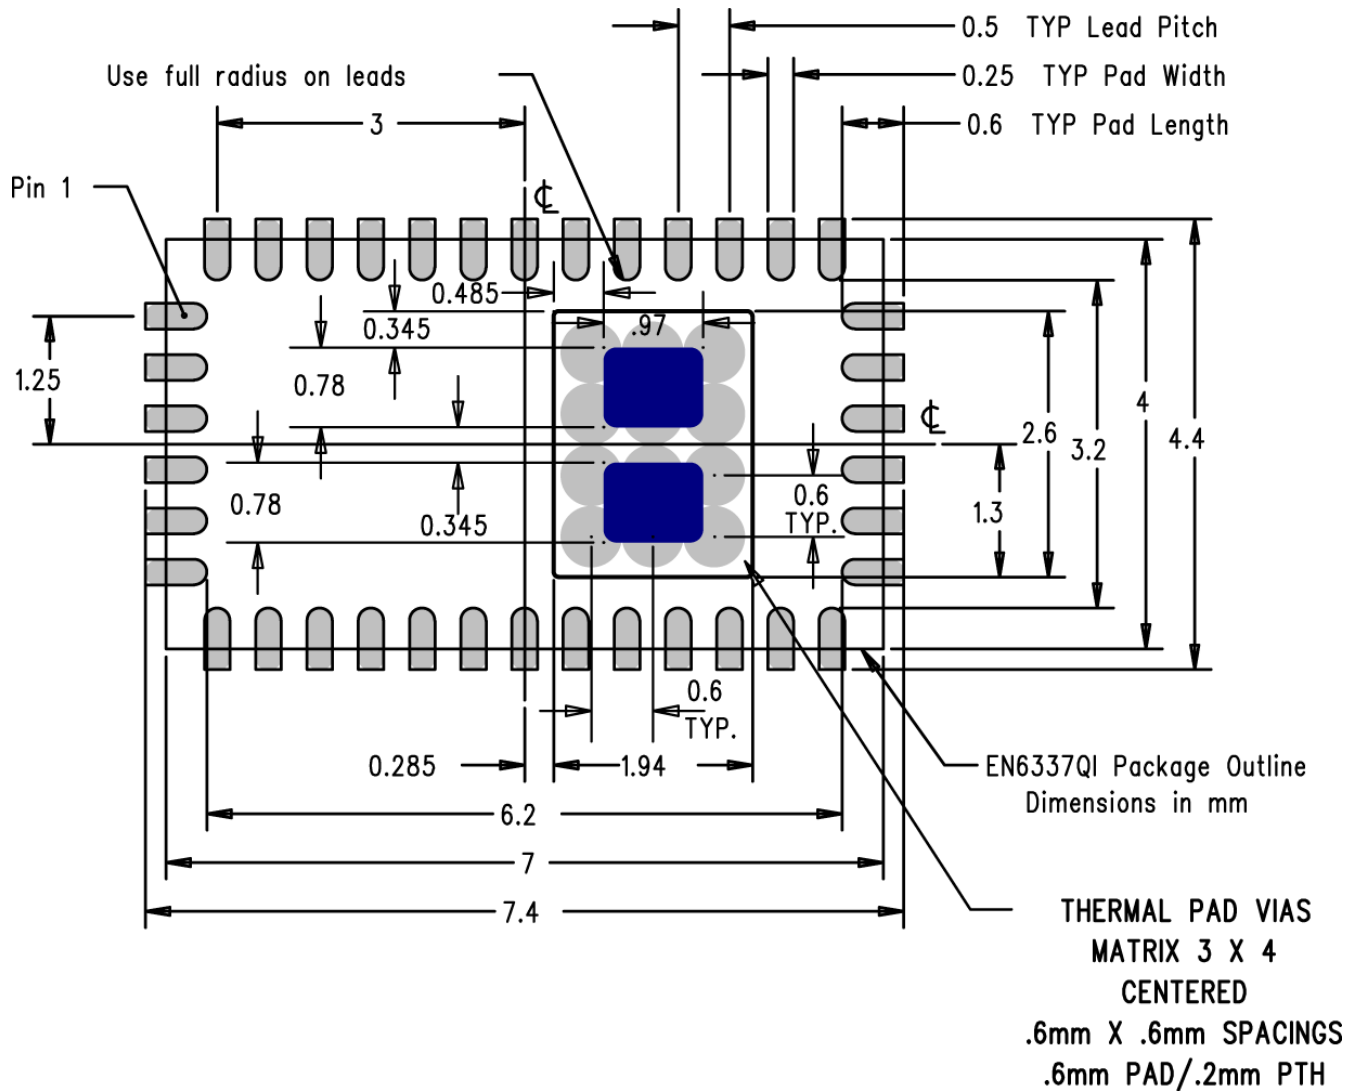 0.5 TYP Lead Pitch
Use full radius on leads
0.25 TYP Pad Width
3
0.6 TYP Pad Length
Pin 1
℄
0.485
0.345
.97
1.25
0.78
4
℄
2.6
3.2
4.4
0.78
0.345
0.6
TYP.
1.3
0.6
TYP.
0.285
1.94
EN6337QI Package Outline
Dimensions in mm
6.2
7
7.4
THERMAL PAD VIAS
MATRIX 3 X 4
CENTERED
.6mm X .6mm SPACINGS
.6mm PAD/.2mm PTH